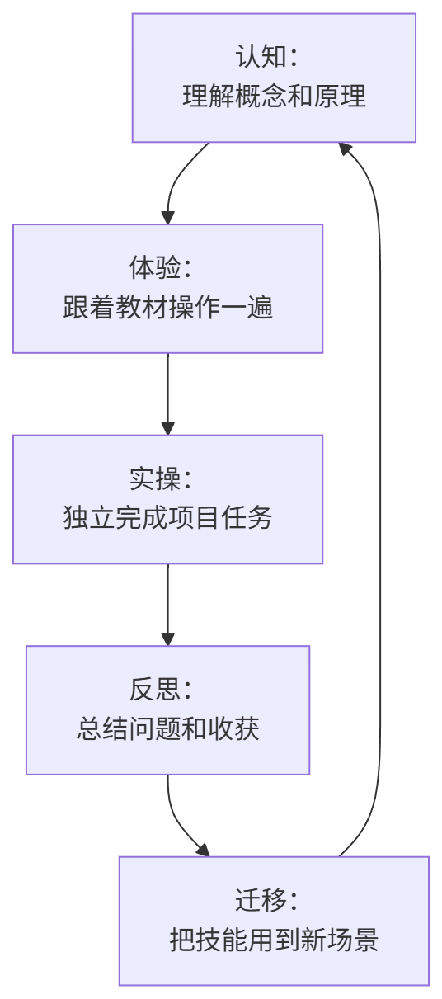 认知：
理解概念和原理
体验：
跟着教材操作一遍
实操：
独立完成项目任务
反思：
总结问题和收获
迁移：
把技能用到新场景